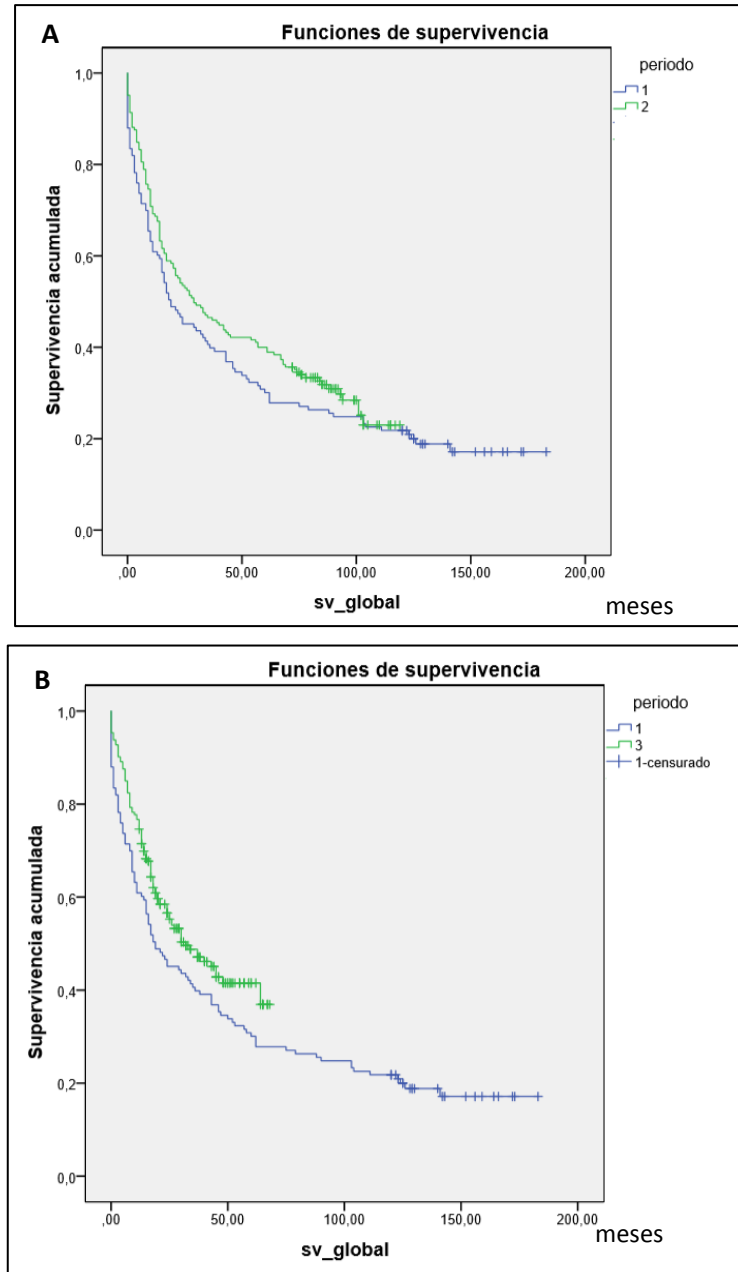 A
Funciones de supervivencia
periodo
1
2
Supervivencia acumulada
1,0
0,8
0,6
0,4
0,2
0,0
,00 50,00 100,00 150,00 200,00
sv_global
meses
B
Funciones de supervivencia
periodo
1
3
1-censurado
Supervivencia acumulada
1,0
0,8
0,6
0,4
0,2
0,0
,00 50,00 100,00 150,00 200,00
sv_global
meses